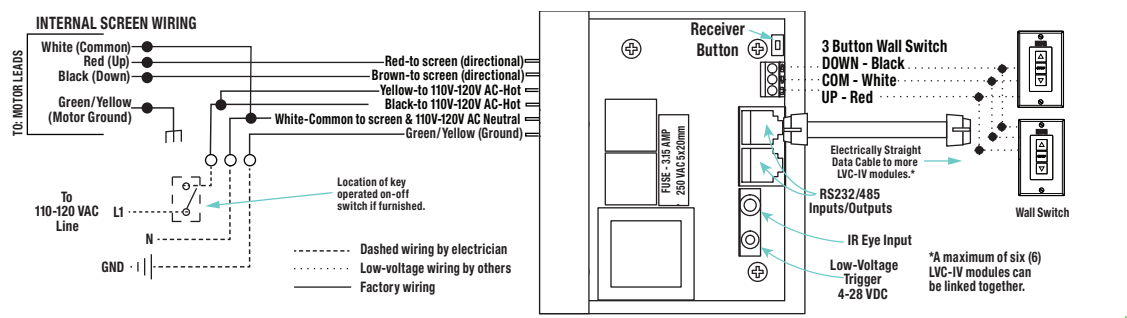 INTERNAL SCREEN WIRING
TO: MOTOR LEADS
White (Common)
Red (Up)
Black (Down)
Green/Yellow
(Motor Ground)
Red-to screen (directional)
Brown-to screen (directional)
Yellow-to 110V-120V AC-Hot
Black-to 110V-120V AC-Hot
White-Common to screen & 110V-120V AC Neutral
Green/Yellow (Ground)
To
110-120 VAC
Line
L1
N
GND
Location of key
operated on-off
switch if furnished.
Dashed wiring by electrician
Low-voltage wiring by others
Factory wiring
FUSE - 3.15 AMP
250 VAC 5x20mm
Receiver
Button
3 Button Wall Switch
DOWN - Black
COM - White
UP - Red
Electrically Straight
Data Cable to more
LVC-IV modules.*
RS232/485
Inputs/Outputs
IR Eye Input
Low-Voltage
Trigger
4-28 VDC
Wall Switch
*A maximum of six (6)
LVC-IV modules can
be linked together.